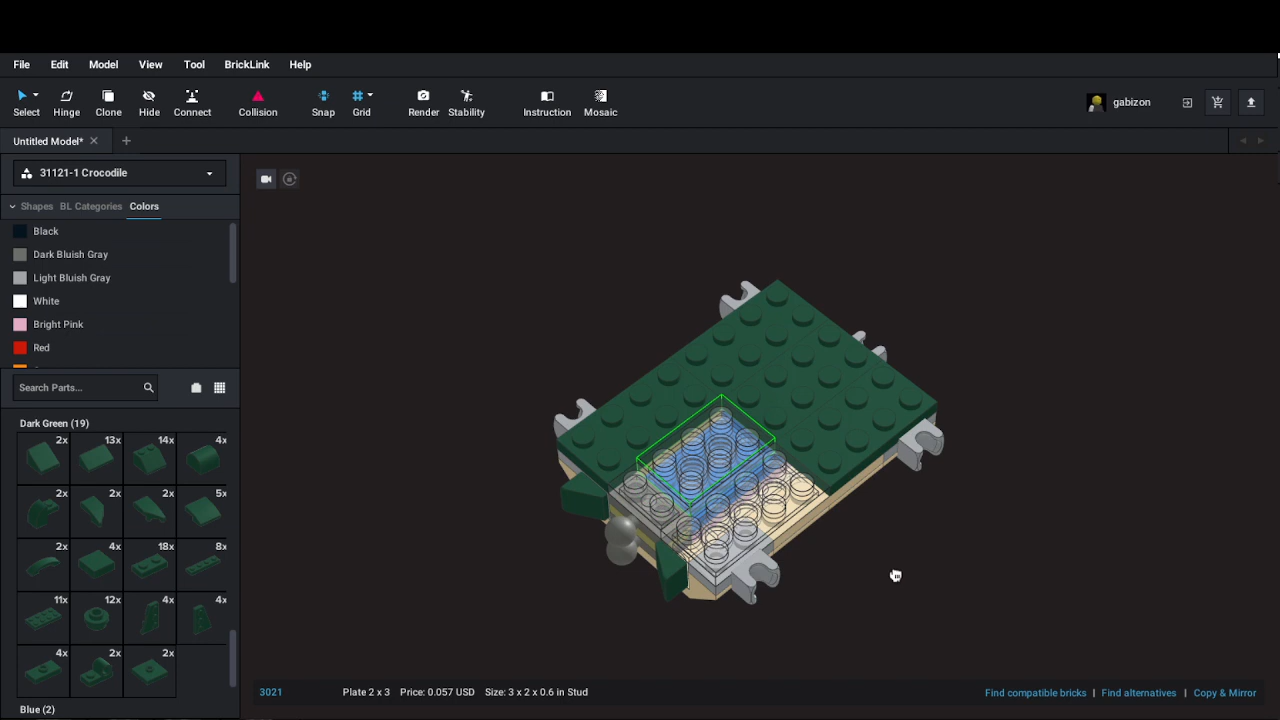 File Edit Model View Tool BrickLink Help
Select Hinge Clone Hide Connect Collision Snap Grid Render Stability Instruction Mosaic gabizon
Untitled Model*
31121-1 Crocodile
Shapes BL Categories Colors
Black
Dark Bluish Gray
Light Bluish Gray
White
Bright Pink
Red
Search Parts...
Dark Green (19)
2x 13x 14x 4x
2x 2x 2x 5x
2x 4x 18x 8x
11x 12x 4x 4x
4x 2x 2x
Blue (2)
3021 Plate 2 x 3 Price: 0.057 USD Size: 3 x 2 x 0.6 in Stud Find compatible bricks | Find alternatives | Copy & Mirror